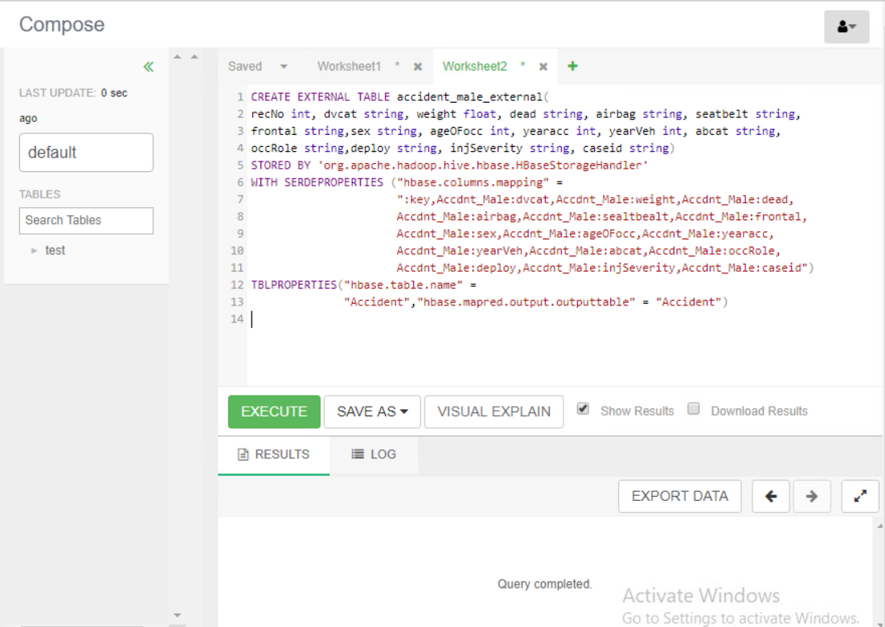 Compose
LAST UPDATE: 0 sec
ago
default
TABLES
Search Tables
test
Saved Worksheet1 * Worksheet2 *
1 CREATE EXTERNAL TABLE accident_male_external(
2 recNo int, dvcat string, weight float, dead string, airbag string, seatbelt string,
3 frontal string,sex string, ageOFocc int, yearacc int, yearVeh int, abcat string,
4 occRole string,deploy string, injSeverity string, caseid string)
5 STORED BY 'org.apache.hadoop.hive.hbase.HBaseStorageHandler'
6 WITH SERDEPROPERTIES ("hbase.columns.mapping" =
7 ":key,Accdnt_Male:dvcat,Accdnt_Male:weight,Accdnt_Male:dead,
8 Accdnt_Male:airbag,Accdnt_Male:sealtbealt,Accdnt_Male:frontal,
9 Accdnt_Male:sex,Accdnt_Male:ageOFocc,Accdnt_Male:yearacc,
10 Accdnt_Male:yearVeh,Accdnt_Male:abcat,Accdnt_Male:occRole,
11 Accdnt_Male:deploy,Accdnt_Male:injSeverity,Accdnt_Male:caseid")
12 TBLPROPERTIES("hbase.table.name" =
13 "Accident","hbase.mapred.output.outputtable" = "Accident")
14
EXECUTE SAVE AS VISUAL EXPLAIN Show Results Download Results
RESULTS LOG
EXPORT DATA
Query completed.
Activate Windows
Go to Settings to activate Windows.